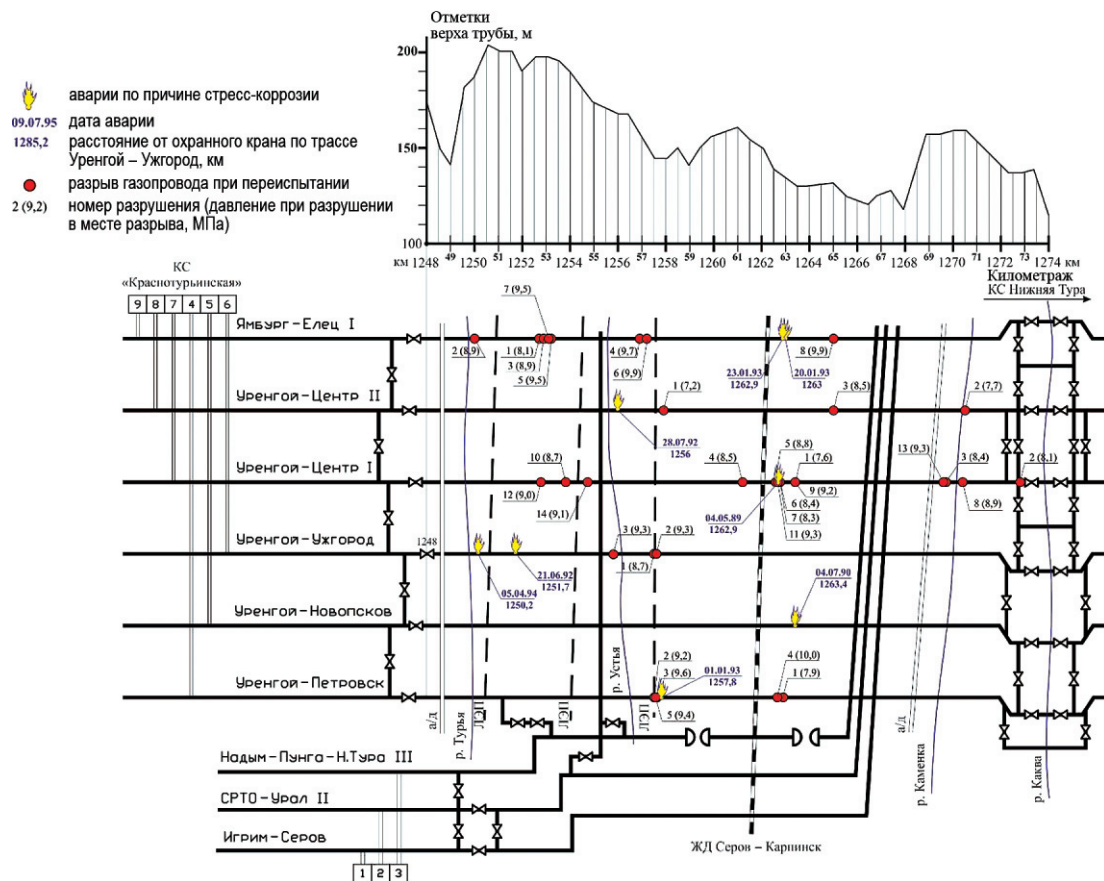 Отметки
верха трубы, м
200
150
100
аварии по причине стресс-коррозии
09.07.95 дата аварии
1285,2 расстояние от охранного крана по трассе
Уренгой – Ужгород, км
разрыв газопровода при переиспытании
2 (9,2) номер разрушения (давление при разрушении
в месте разрыва, МПа)
км 1248 49 1250 51 1252 53 1254 55 1256 57 1258 59 1260 61 1262 63 1264 65 1266 67 1268 69 1270 71 1272 73 1274 км
Километраж
КС Нижняя Тура
КС
«Краснотурьинская»
9 8 7 4 5 6
Ямбург-Елец I
7 (9,5)
2 (8,9)
1 (8,1)
3 (8,9)
5 (9,5)
4 (9,7)
6 (9,9)
23.01.93
1262,9
20.01.93
1263
8 (9,9)
Уренгой-Центр II
1 (7,2)
3 (8,5)
2 (7,7)
28.07.92
1256
Уренгой-Центр I
10 (8,7)
12 (9,0)
14 (9,1)
4 (8,5)
5 (8,8)
1 (7,6)
9 (9,2)
6 (8,4)
7 (8,3)
11 (9,3)
04.05.89
1262,9
13 (9,3)
3 (8,4)
2 (8,1)
8 (8,9)
Уренгой-Ужгород
1248
3 (9,3)
2 (9,3)
1 (8,7)
05.04.94
1250,2
21.06.92
1251,7
Уренгой-Новопсков
04.07.90
1263,4
Уренгой-Петровск
2 (9,2)
3 (9,6)
5 (9,4)
01.01.93
1257,8
4 (10,0)
1 (7,9)
а/д
р. Турья
ЛЭП
ЛЭП
р. Устья
ЛЭП
а/д
р. Каменка
р. Каква
Надым-Пунга-Н.Тура III
СРТО-Урал II
Игрим-Серов
1 2 3
ЖД Серов – Карпинск